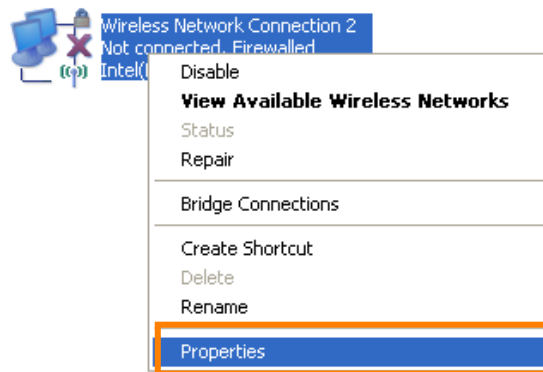 Wireless Network Connection 2
Not connected, Firewalled
Intel(
Disable
View Available Wireless Networks
Status
Repair
Bridge Connections
Create Shortcut
Delete
Rename
Properties